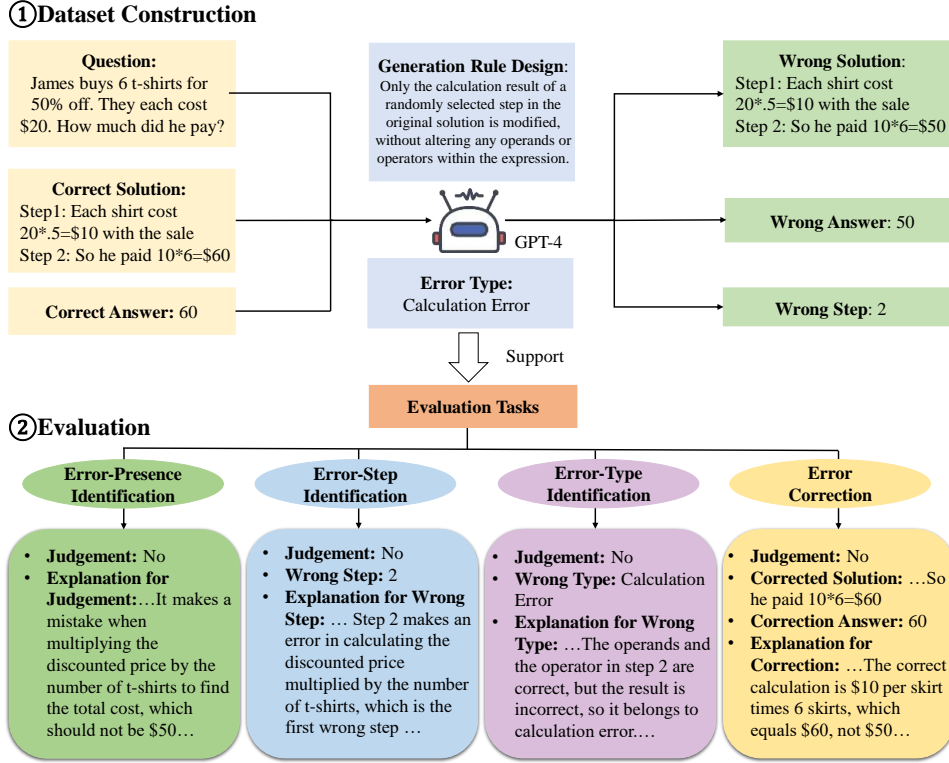 ①Dataset Construction
Question:
James buys 6 t-shirts for
50% off. They each cost
$20. How much did he pay?
Correct Solution:
Step1: Each shirt cost
20*.5=$10 with the sale
Step 2: So he paid 10*6=$60
Correct Answer: 60
Generation Rule Design:
Only the calculation result of a
randomly selected step in the
original solution is modified,
without altering any operands or
operators within the expression.
GPT-4
Error Type:
Calculation Error
Wrong Solution:
Step1: Each shirt cost
20*.5=$10 with the sale
Step 2: So he paid 10*6=$50
Wrong Answer: 50
Wrong Step: 2
Support
Evaluation Tasks
②Evaluation
Error-Presence
Identification
• Judgement: No
• Explanation for
Judgement:…It makes a
mistake when
multiplying the
discounted price by the
number of t-shirts to find
the total cost, which
should not be $50…
Error-Step
Identification
• Judgement: No
• Wrong Step: 2
• Explanation for Wrong
Step: … Step 2 makes an
error in calculating the
discounted price
multiplied by the number
of t-shirts, which is the
first wrong step …
Error-Type
Identification
• Judgement: No
• Wrong Type: Calculation
Error
• Explanation for Wrong
Type: …The operands and
the operator in step 2 are
correct, but the result is
incorrect, so it belongs to
calculation error.…
Error
Correction
• Judgement: No
• Corrected Solution: …So
he paid 10*6=$60
• Correction Answer: 60
• Explanation for
Correction: …The correct
calculation is $10 per skirt
times 6 skirts, which
equals $60, not $50…